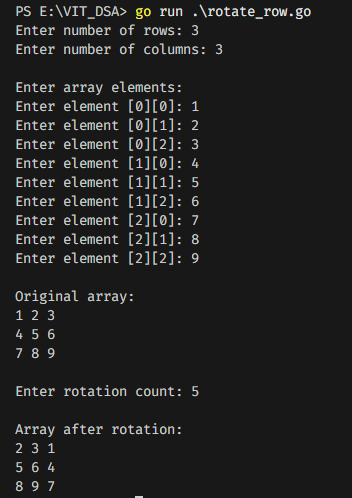 PS E:\VIT_DSA> go run .\rotate_row.go
Enter number of rows: 3
Enter number of columns: 3
Enter array elements:
Enter element [0][0]: 1
Enter element [0][1]: 2
Enter element [0][2]: 3
Enter element [1][0]: 4
Enter element [1][1]: 5
Enter element [1][2]: 6
Enter element [2][0]: 7
Enter element [2][1]: 8
Enter element [2][2]: 9
Original array:
1 2 3
4 5 6
7 8 9
Enter rotation count: 5
Array after rotation:
2 3 1
5 6 4
8 9 7